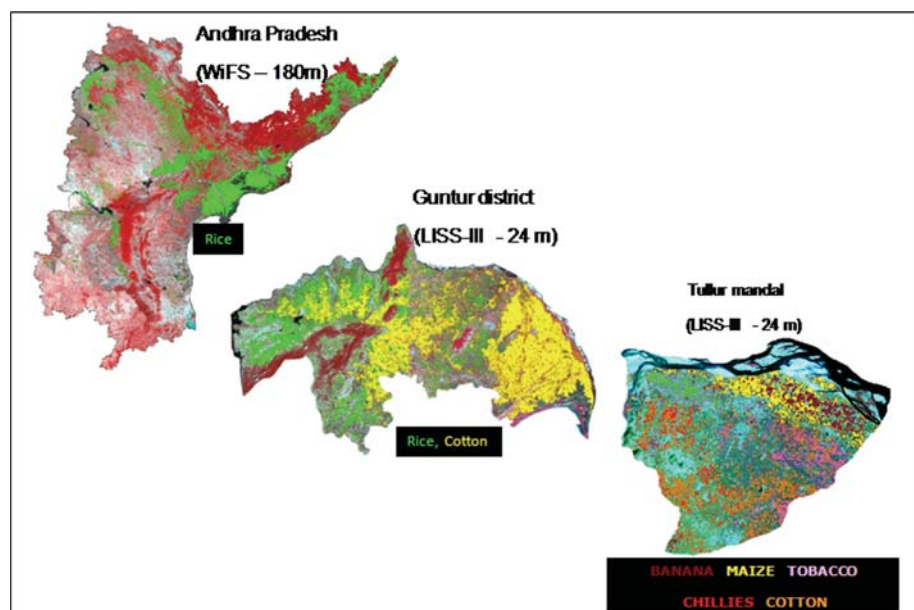 Andhra Pradesh
(WiFS – 180m)
Rice
Guntur district
(LISS-III - 24 m)
Rice, Cotton
Tullur mandal
(LISS-III - 24 m)
BANANA MAIZE TOBACCO
CHILLIES COTTON